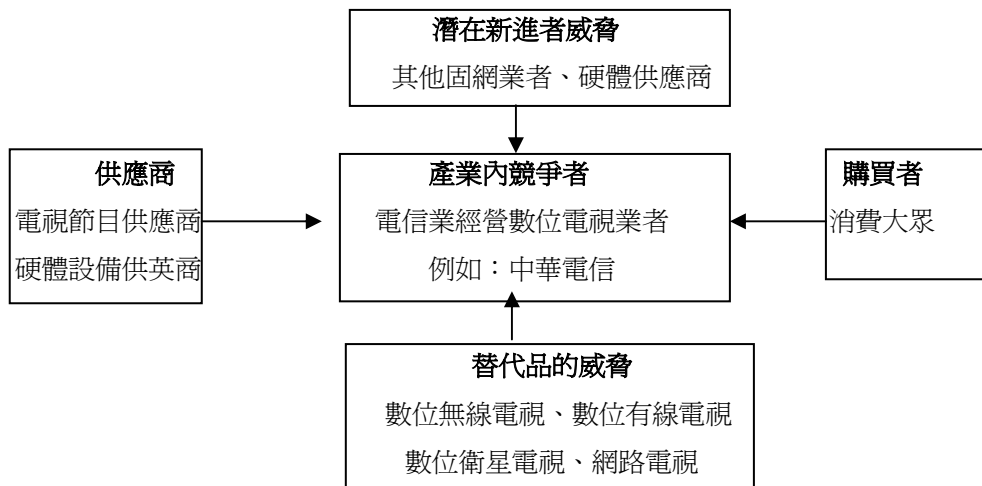 潛在新進者威脅
其他固網業者、硬體供應商
供應商
電視節目供應商
硬體設備供英商
產業內競爭者
電信業經營數位電視業者
例如：中華電信
購買者
消費大眾
替代品的威脅
數位無線電視、數位有線電視
數位衛星電視、網路電視